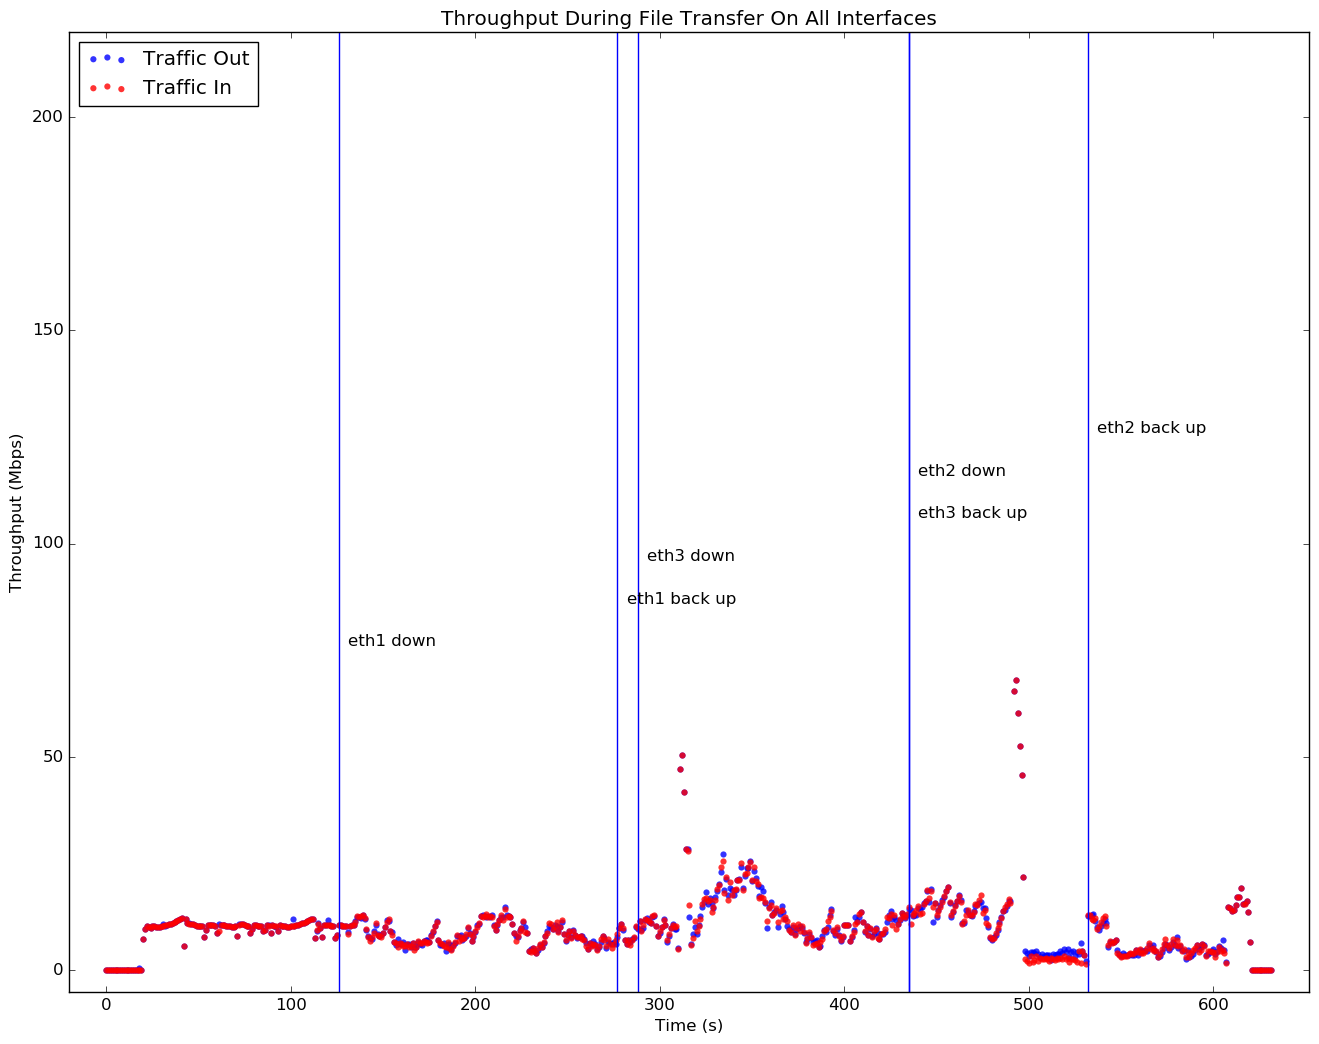 Throughput During File Transfer On All Interfaces
Traffic Out
Traffic In
200
150
100
50
0
Throughput (Mbps)
eth2 back up
eth2 down
eth3 back up
eth3 down
eth1 back up
eth1 down
0 100 200 300 400 500 600
Time (s)